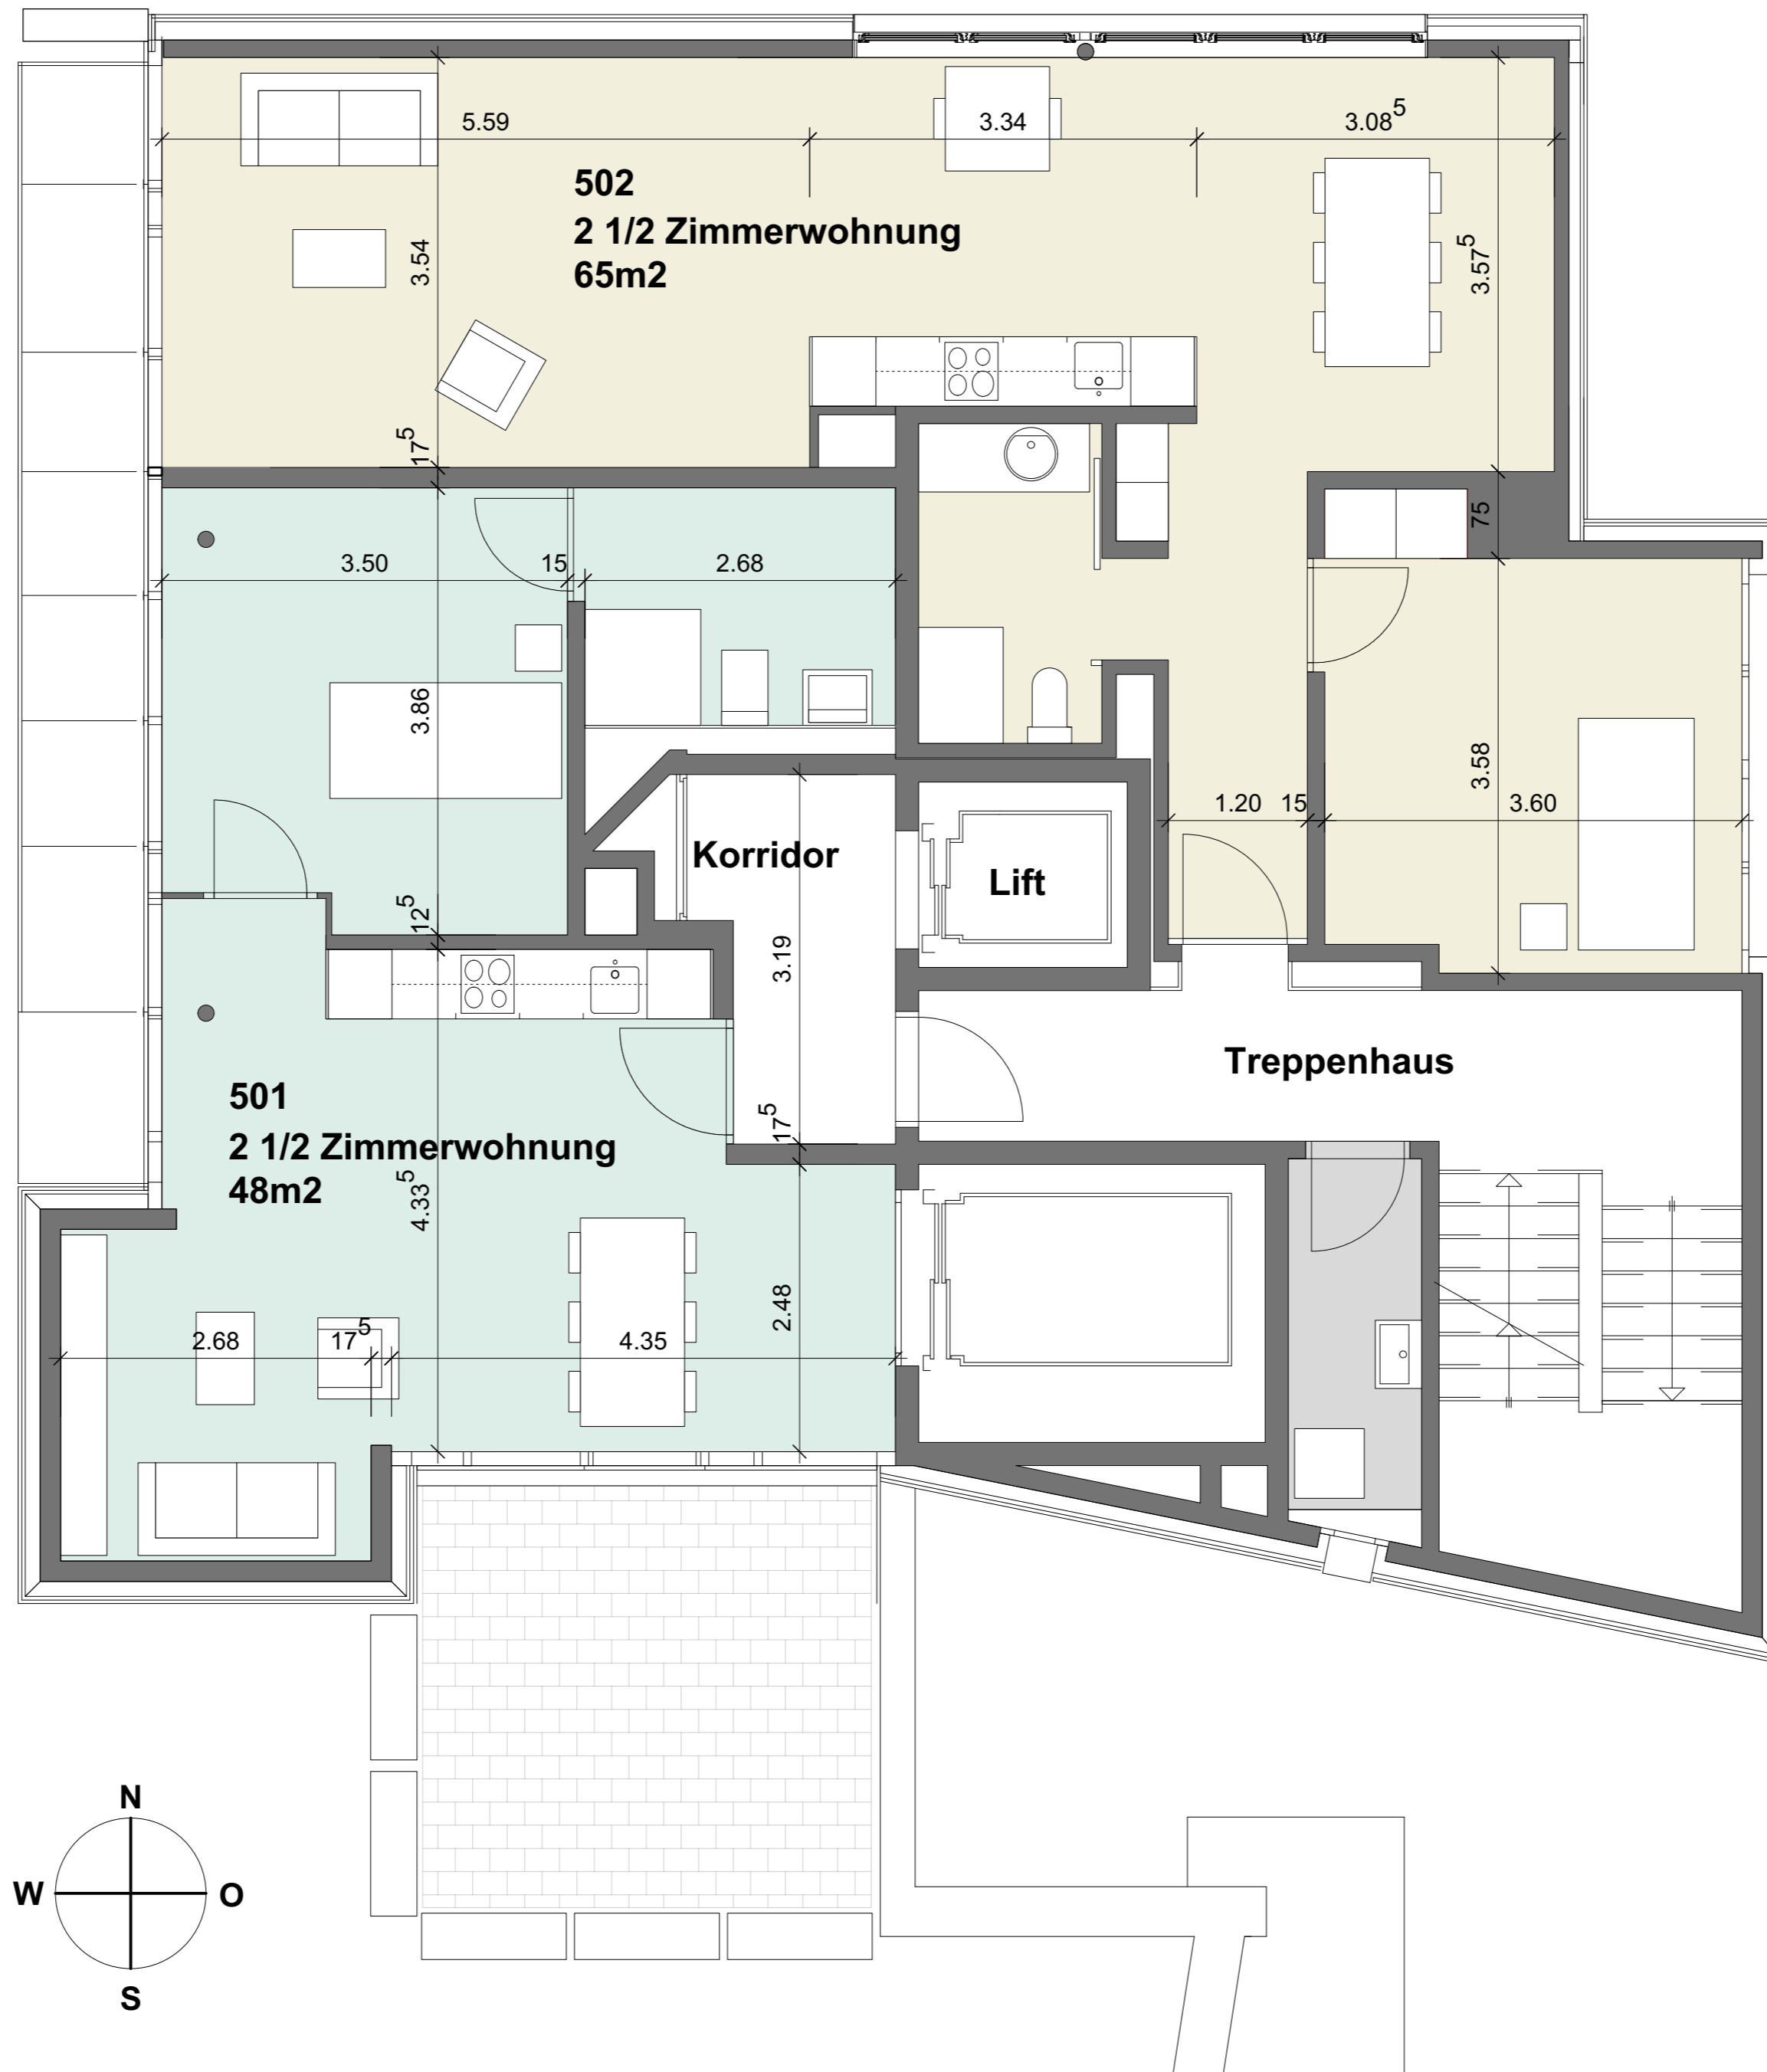 5.59
3.34
3.08⁵
502
2 1/2 Zimmerwohnung
65m2
3.54
3.57⁵
17⁵
75
3.50
15
2.68
3.86
3.58
1.20
15
3.60
Korridor
Lift
12⁵
3.19
Treppenhaus
501
2 1/2 Zimmerwohnung
48m2
17⁵
4.33⁵
2.48
2.68
17⁵
4.35
N
W
O
S